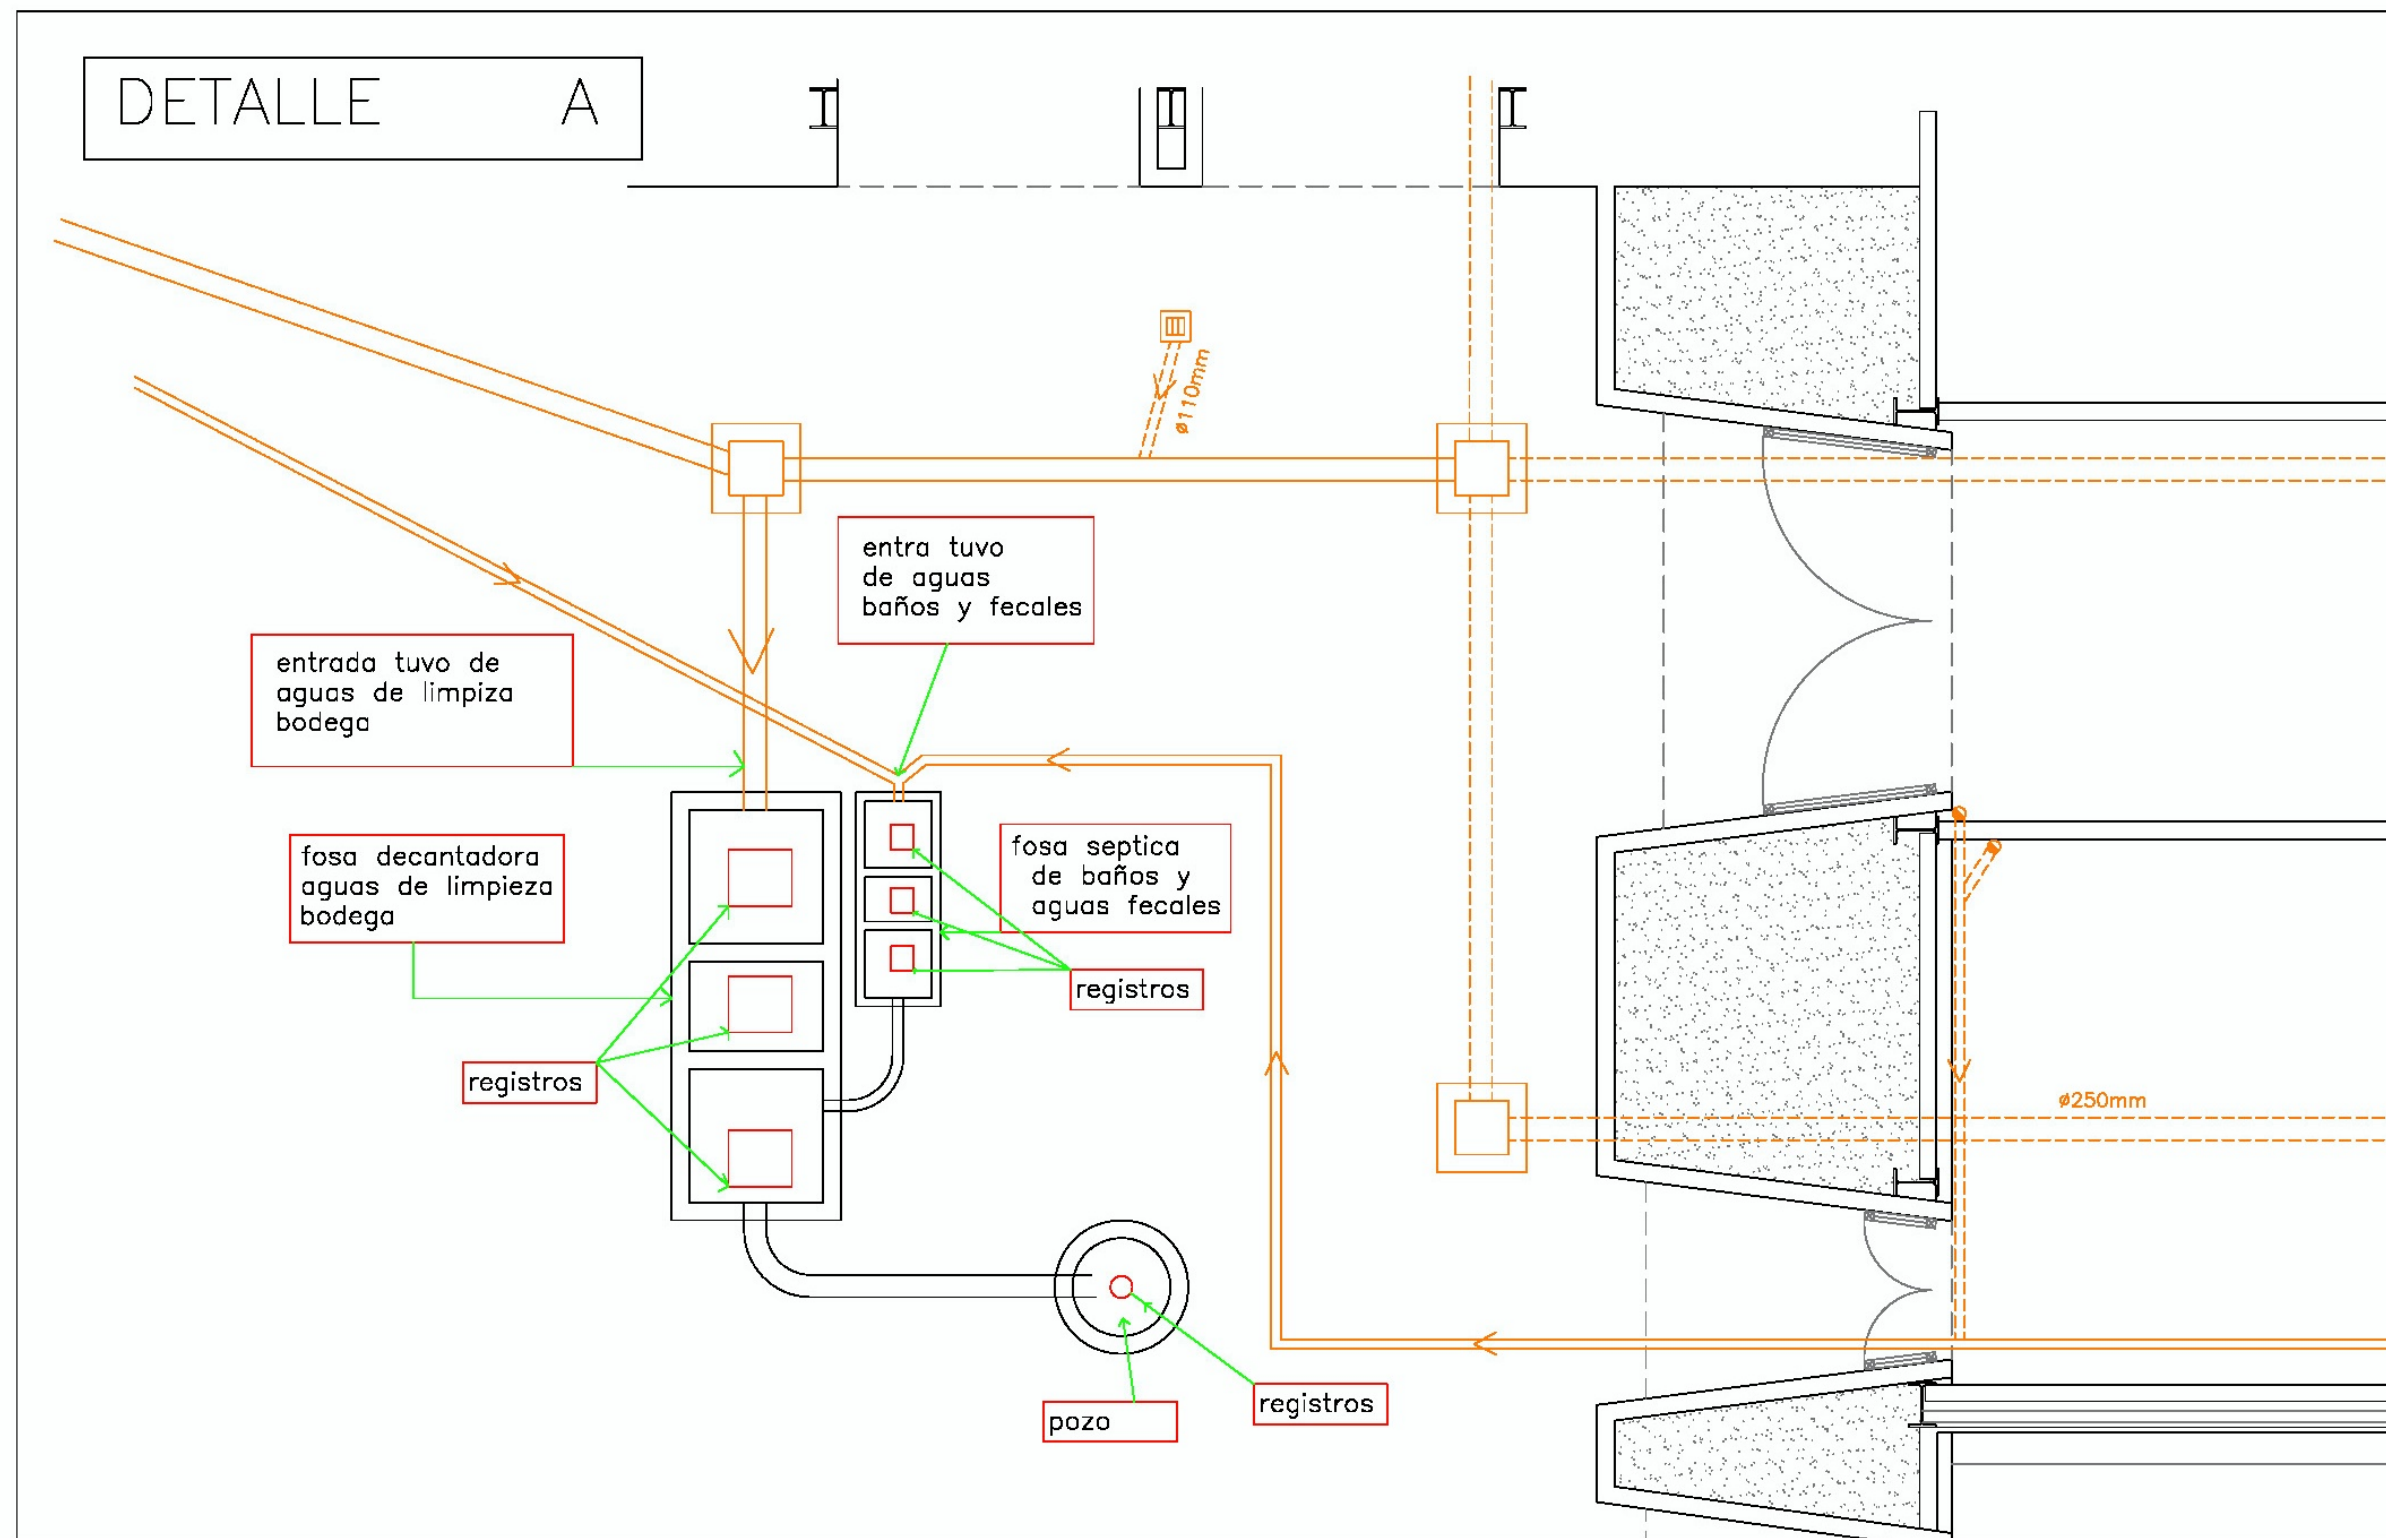 DETALLE A
ø110mm
entra tuvo
de aguas
baños y fecales
entrada tuvo de
aguas de limpiza
bodega
fosa decantadora
aguas de limpieza
bodega
fosa septica
de baños y
aguas fecales
registros
registros
ø250mm
registros
pozo